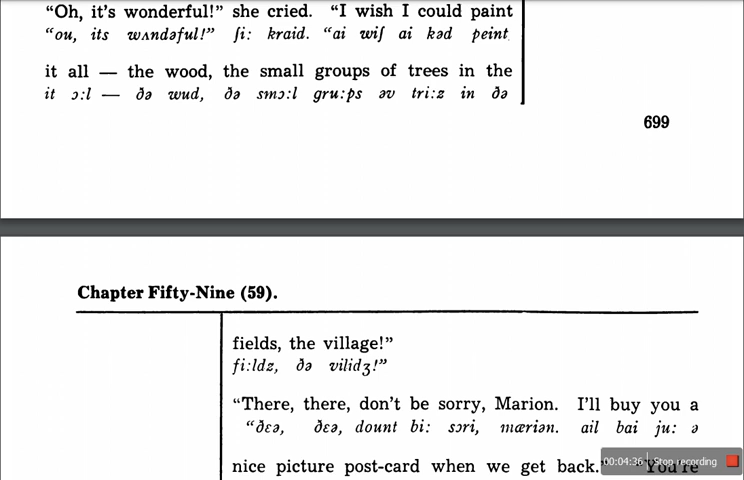 “Oh, it’s wonderful!” she cried. “I wish I could paint
“ou, its wʌndəful!” ʃi: kraid. “ai wiʃ ai kəd peint
it all — the wood, the small groups of trees in the
it ɔ:l — ðə wud, ðə smɔ:l gru:ps əv tri:z in ðə
699
Chapter Fifty-Nine (59).
fields, the village!”
fi:ldz, ðə vilidʒ!”
“There, there, don’t be sorry, Marion. I’ll buy you a
“ðɛə, ðɛə, dount bi: sɔri, mæriən. ail bai ju: ə
nice picture post-card when we get back.” “You’re
00:04:36 Stop recording